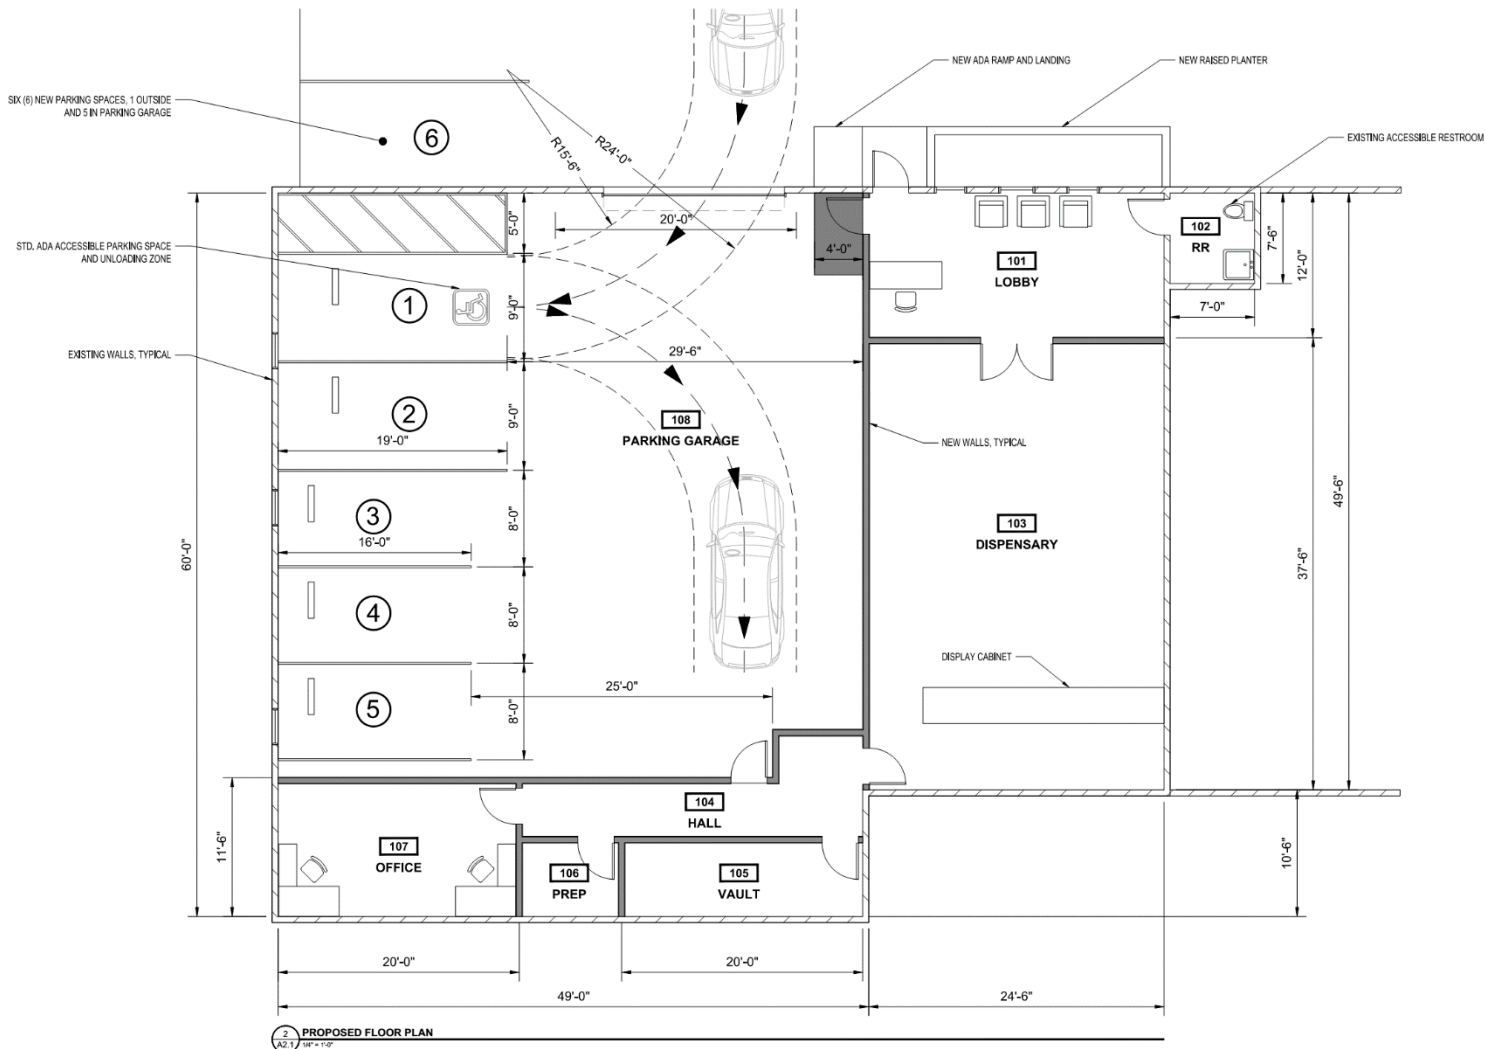 NEW ADA RAMP AND LANDING
NEW RAISED PLANTER
SIX (6) NEW PARKING SPACES, 1 OUTSIDE
AND 5 IN PARKING GARAGE
6
EXISTING ACCESSIBLE RESTROOM
R15'-6"
R24'-0"
5'-0"
20'-0"
4'-0"
102
RR
7'-6"
12'-0"
STD. ADA ACCESSIBLE PARKING SPACE
AND UNLOADING ZONE
101
LOBBY
1
9'-0"
7'-0"
EXISTING WALLS, TYPICAL
29'-6"
2
9'-0"
108
PARKING GARAGE
19'-0"
NEW WALLS, TYPICAL
49'-6"
3
8'-0"
16'-0"
103
DISPENSARY
60'-0"
37'-6"
4
8'-0"
DISPLAY CABINET
25'-0"
5
8'-0"
104
HALL
11'-6"
107
OFFICE
106
PREP
105
VAULT
10'-6"
20'-0"
20'-0"
49'-0"
24'-6"
2
A2.1
PROPOSED FLOOR PLAN
1/4" = 1'-0"